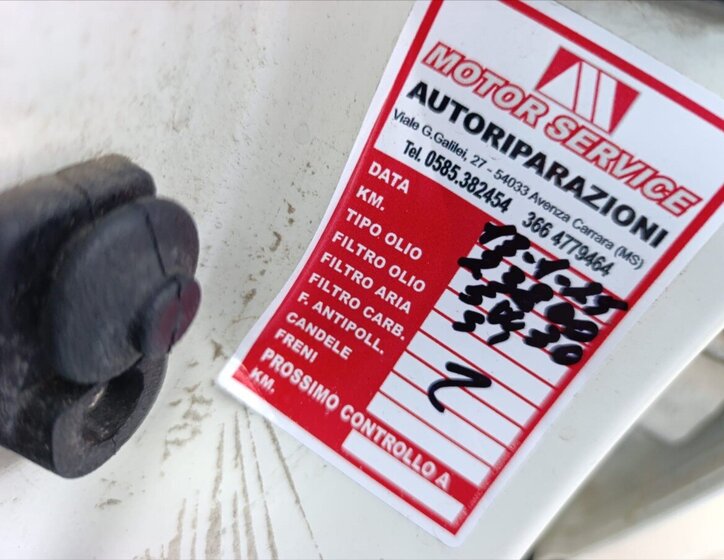 MOTOR SERVICE
AUTORIPARAZIONI
Viale G.Galilei, 27 - 54033 Avenza Carrara (MS)
Tel. 0585.382454 366 4779464
DATA
KM.
TIPO OLIO 5W30
FILTRO OLIO
FILTRO ARIA
FILTRO CARB.
F. ANTIPOLL.
CANDELE
FRENI
PROSSIMO CONTROLLO A
KM.